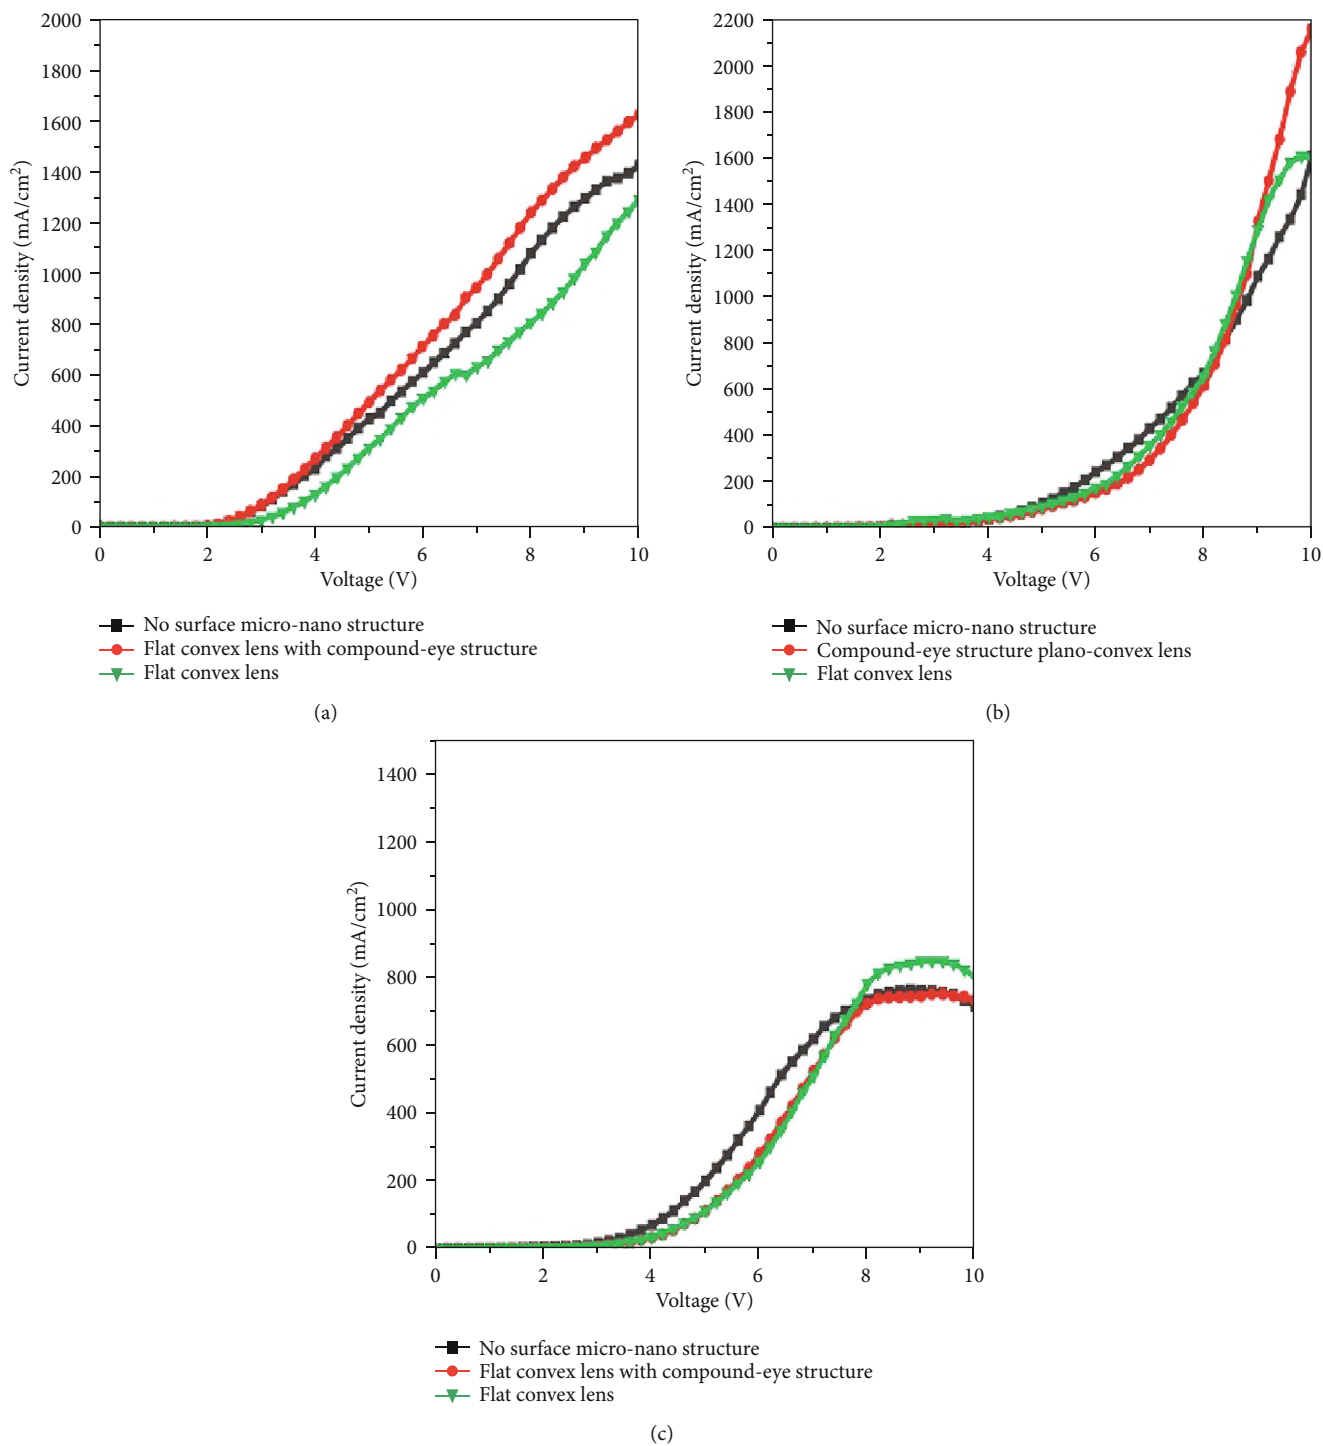 2000
1800
1600
1400
1200
1000
800
600
400
200
0
Current density (mA/cm²)
0 2 4 6 8 10
Voltage (V)
No surface micro-nano structure
Flat convex lens with compound-eye structure
Flat convex lens
(a)
2200
2000
1800
1600
1400
1200
1000
800
600
400
200
0
Current density (mA/cm²)
0 2 4 6 8 10
Voltage (V)
No surface micro-nano structure
Compound-eye structure plano-convex lens
Flat convex lens
(b)
1400
1200
1000
800
600
400
200
0
Current density (mA/cm²)
0 2 4 6 8 10
Voltage (V)
No surface micro-nano structure
Flat convex lens with compound-eye structure
Flat convex lens
(c)